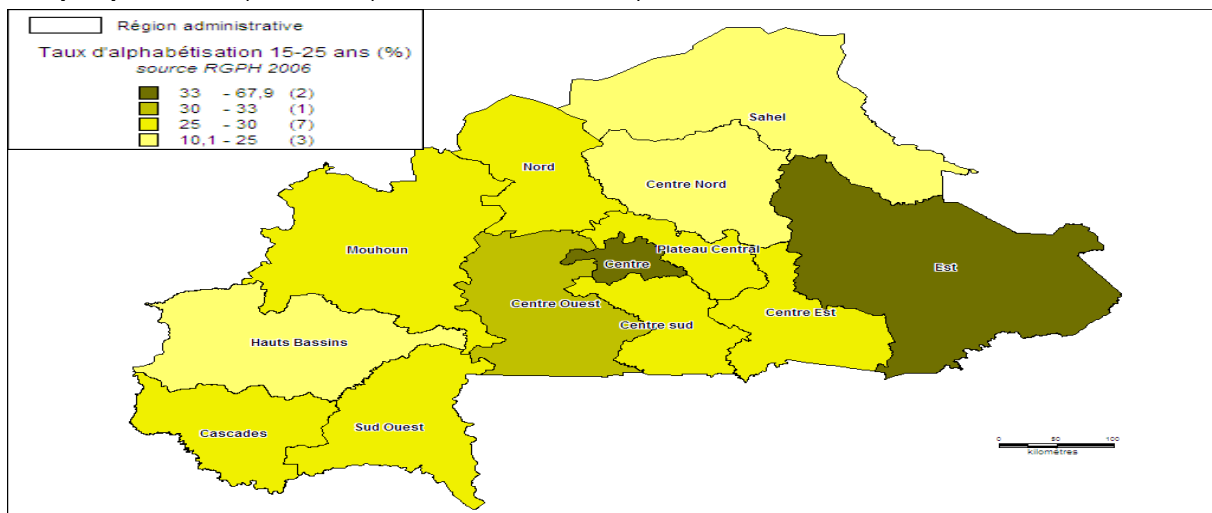 Région administrative
Taux d'alphabétisation 15-25 ans (%)
source RGPH 2006
33 - 67,9 (2)
30 - 33 (1)
25 - 30 (7)
10,1 - 25 (3)
Sahel
Nord
Centre Nord
Mouhoun
Plateau Central
Centre
Est
Centre Ouest
Centre Est
Centre sud
Hauts Bassins
Sud Ouest
Cascades
0 50 100
kilomètres